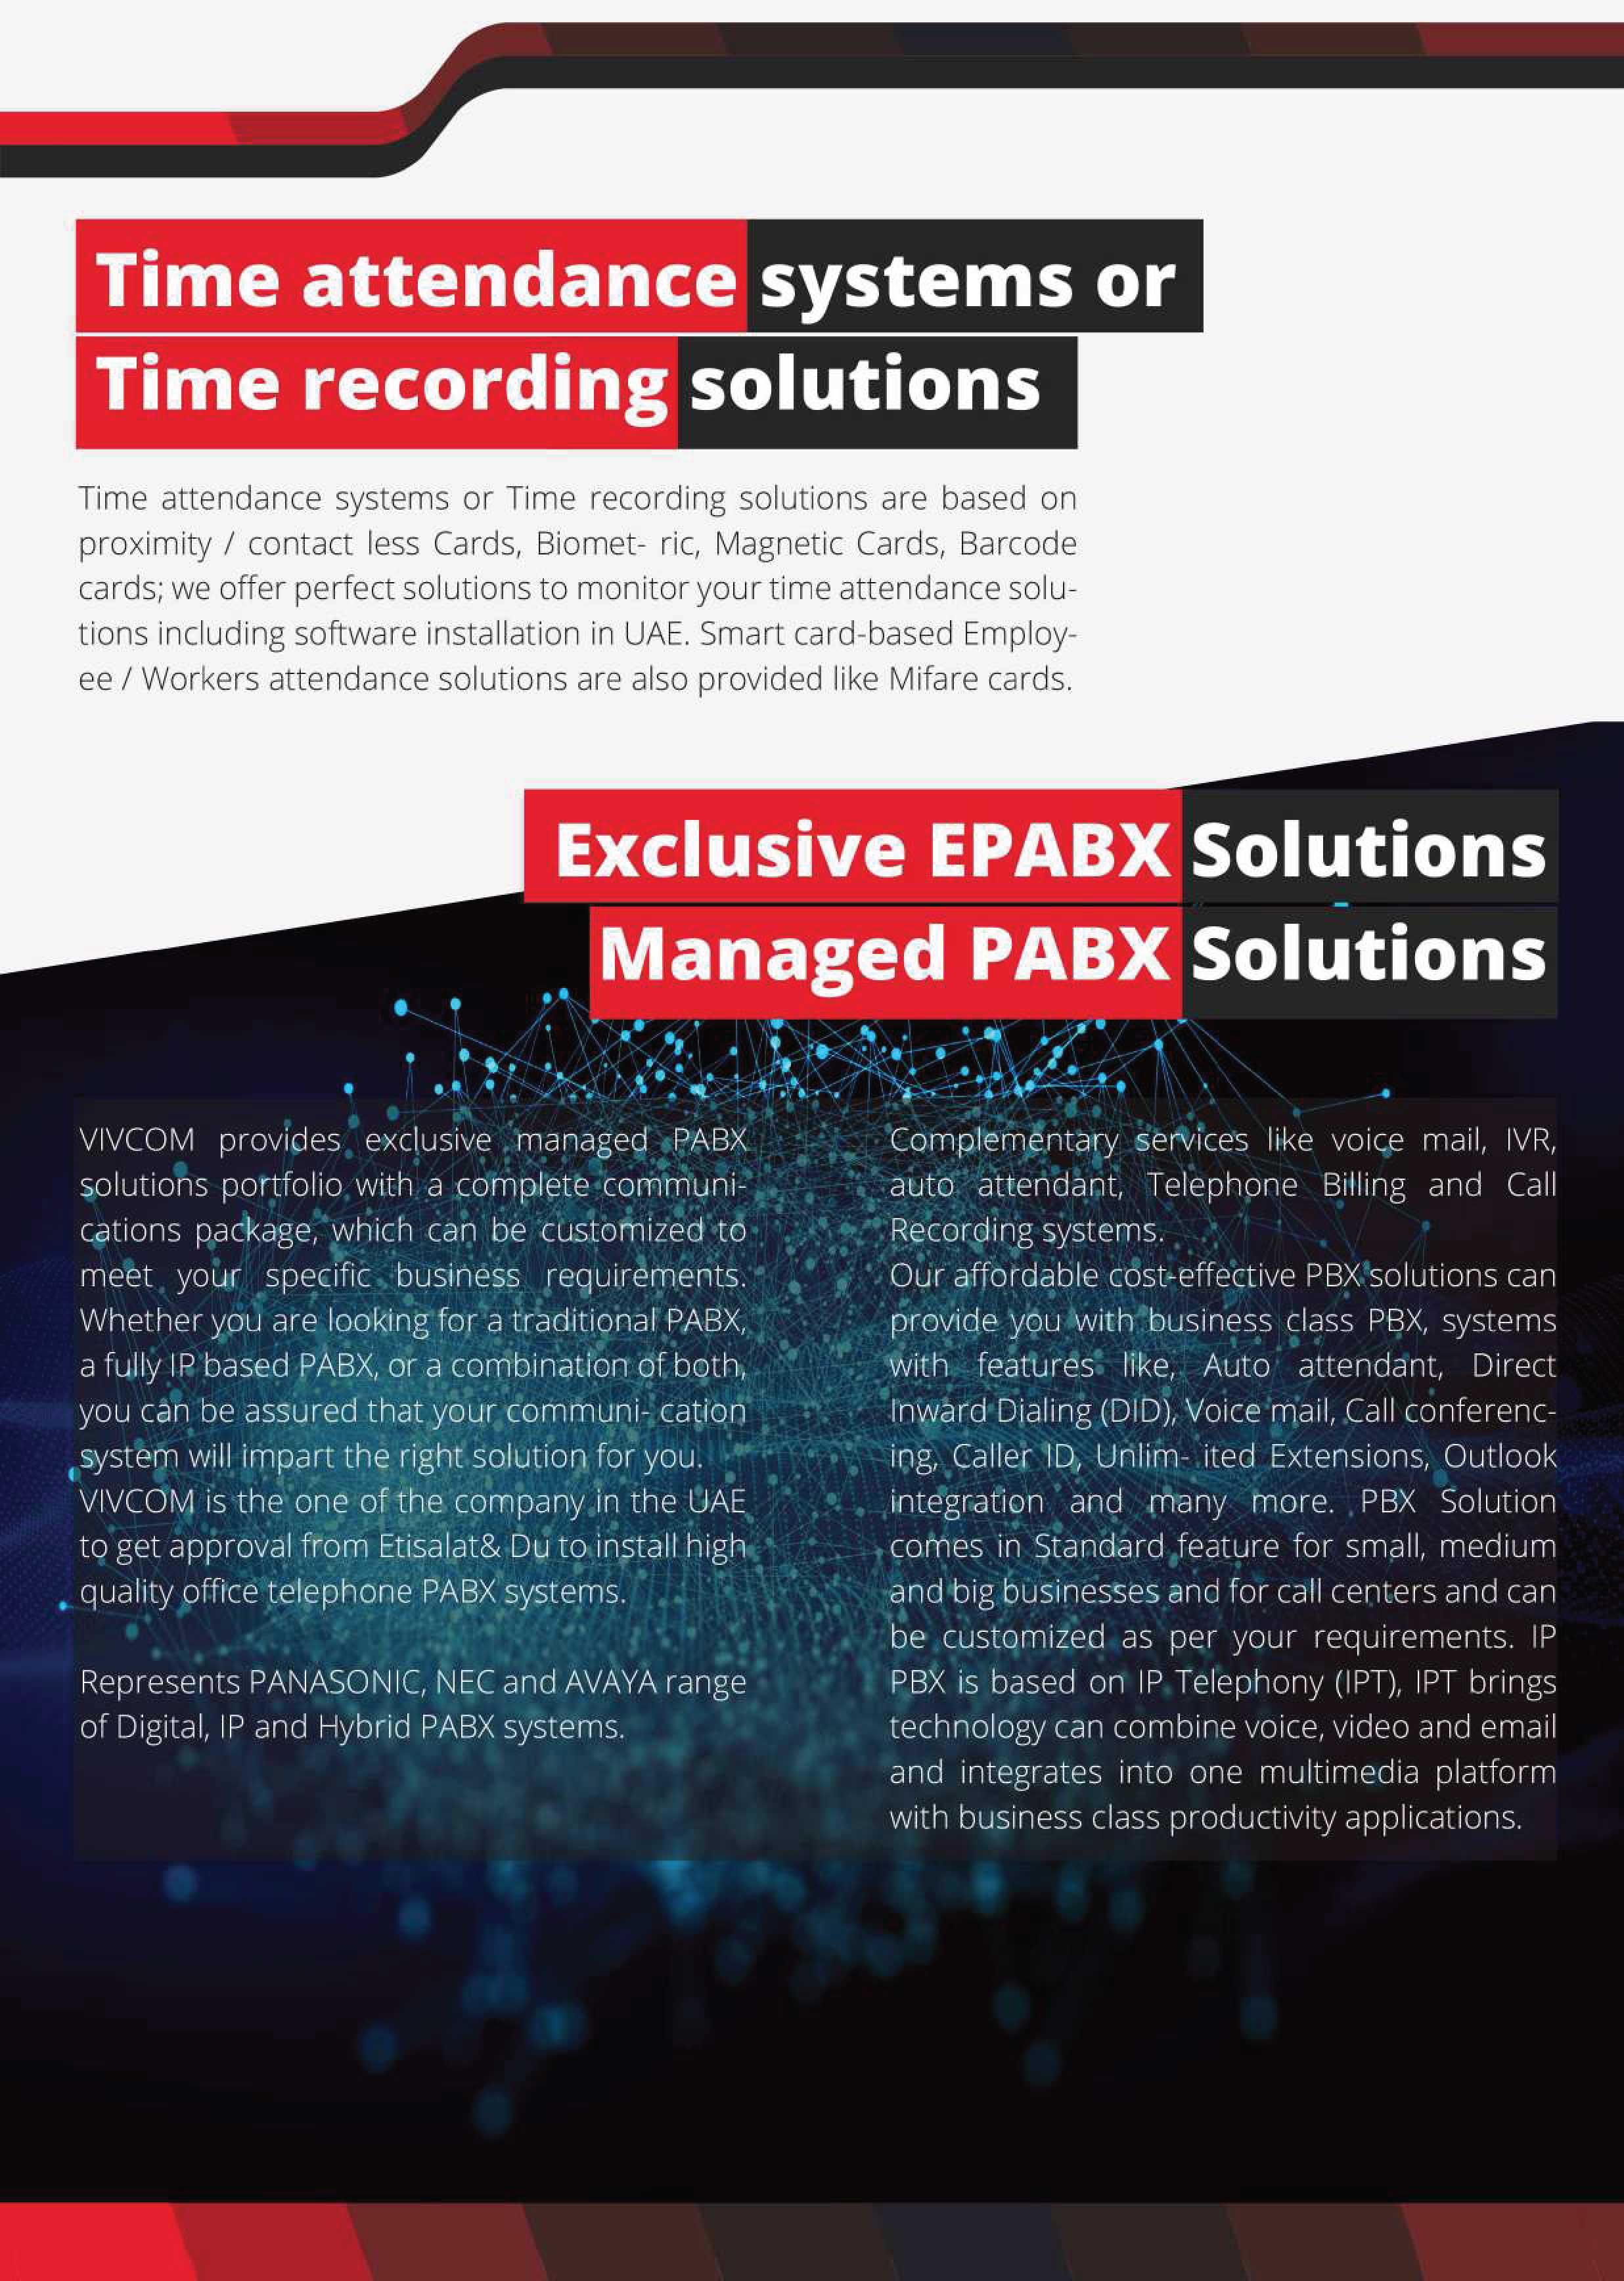 Time attendance systems or
Time recording solutions
Time attendance systems or Time recording solutions are based on
proximity / contact less Cards, Biomet- ric, Magnetic Cards, Barcode
cards; we offer perfect solutions to monitor your time attendance solu-
tions including software installation in UAE. Smart card-based Employ-
ee / Workers attendance solutions are also provided like Mifare cards.
Exclusive EPABX Solutions
Managed PABX Solutions
VIVCOM provides exclusive managed PABX
solutions portfolio with a complete communi-
cations package, which can be customized to
meet your specific business requirements.
Whether you are looking for a traditional PABX,
a fully IP based PABX, or a combination of both,
you can be assured that your communi- cation
system will impart the right solution for you.
VIVCOM is the one of the company in the UAE
to get approval from Etisalat& Du to install high
quality office telephone PABX systems.
Represents PANASONIC, NEC and AVAYA range
of Digital, IP and Hybrid PABX systems.
Complementary services like voice mail, IVR,
auto attendant, Telephone Billing and Call
Recording systems.
Our affordable cost-effective PBX solutions can
provide you with business class PBX, systems
with features like, Auto attendant, Direct
Inward Dialing (DID), Voice mail, Call conferenc-
ing, Caller ID, Unlim- ited Extensions, Outlook
integration and many more. PBX Solution
comes in Standard feature for small, medium
and big businesses and for call centers and can
be customized as per your requirements. IP
PBX is based on IP Telephony (IPT), IPT brings
technology can combine voice, video and email
and integrates into one multimedia platform
with business class productivity applications.